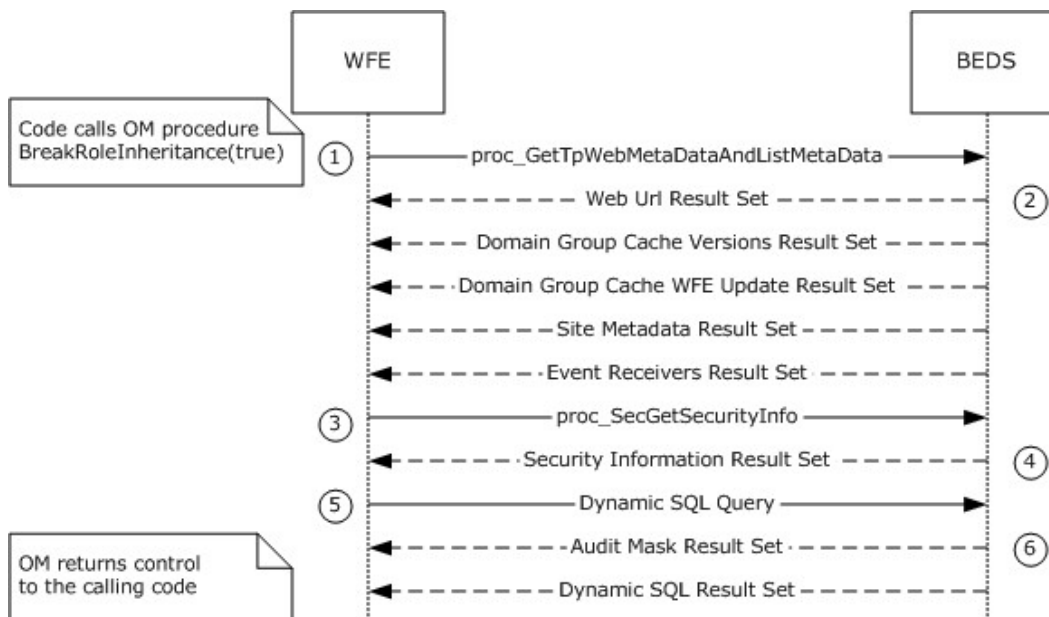 WFE
BEDS
Code calls OM procedure
BreakRoleInheritance(true)
1
proc_GetTpWebMetaDataAndListMetaData
Web Url Result Set
2
Domain Group Cache Versions Result Set
Domain Group Cache WFE Update Result Set
Site Metadata Result Set
Event Receivers Result Set
3
proc_SecGetSecurityInfo
Security Information Result Set
4
5
Dynamic SQL Query
Audit Mask Result Set
6
OM returns control
to the calling code
Dynamic SQL Result Set